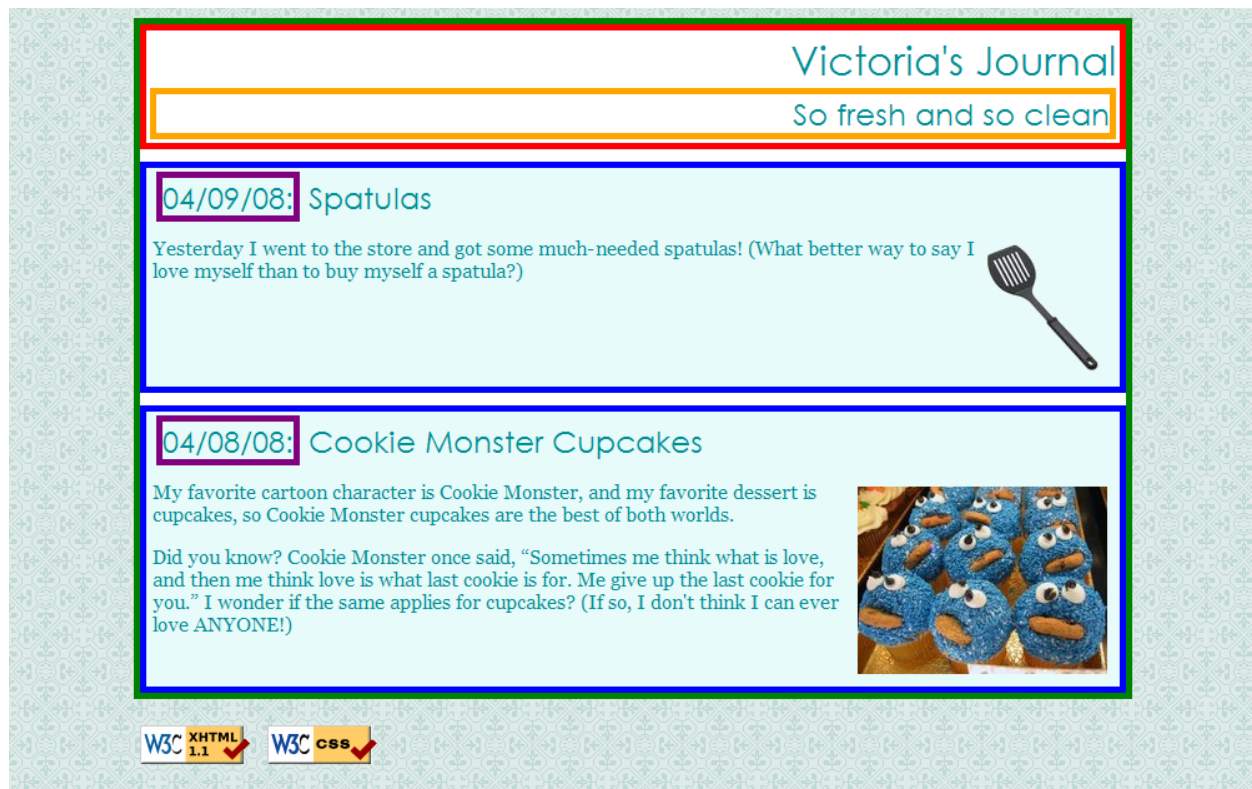 Victoria's Journal
So fresh and so clean
04/09/08: Spatulas
Yesterday I went to the store and got some much-needed spatulas! (What better way to say I
love myself than to buy myself a spatula?)
04/08/08: Cookie Monster Cupcakes
My favorite cartoon character is Cookie Monster, and my favorite dessert is
cupcakes, so Cookie Monster cupcakes are the best of both worlds.
Did you know? Cookie Monster once said, “Sometimes me think what is love,
and then me think love is what last cookie is for. Me give up the last cookie for
you.” I wonder if the same applies for cupcakes? (If so, I don't think I can ever
love ANYONE!)
W3C XHTML 1.1 W3C css